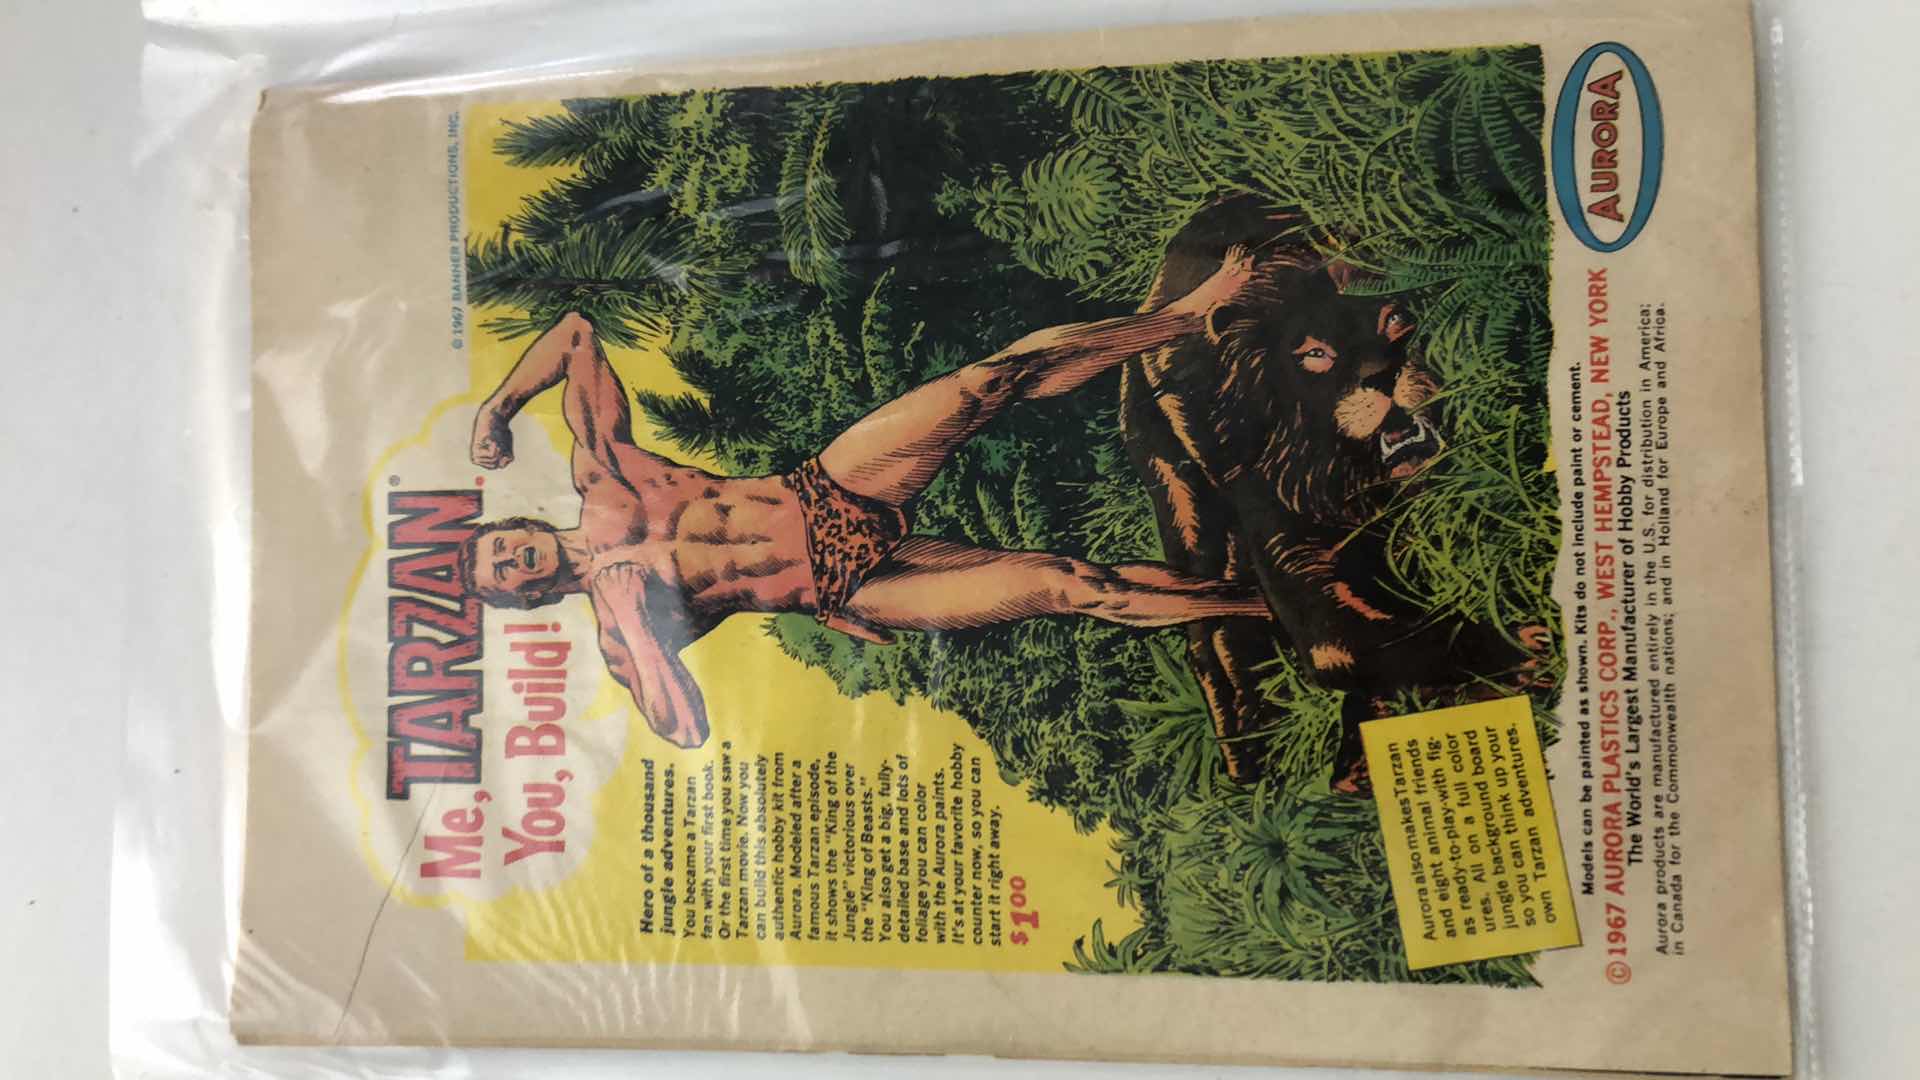 © 1967 BANNER PRODUCTIONS, INC.
Me, TARZAN®.
You, Build!
Hero of a thousand
jungle adventures.
You became a Tarzan
fan with your first book.
Or the first time you saw a
Tarzan movie. Now you
can build this absolutely
authentic hobby kit from
Aurora. Modeled after a
famous Tarzan episode,
it shows the "King of the
Jungle" victorious over
the "King of Beasts."
You also get a big, fully-
detailed base and lots of
foliage you can color
with the Aurora paints.
It's at your favorite hobby
counter now, so you can
start it right away.
$1.00
Aurora also makes Tarzan
and eight animal friends
as ready-to-play-with fig-
ures. All on a full color
jungle background board
so you can think up your
own Tarzan adventures.
Models can be painted as shown. Kits do not include paint or cement.
©1967 AURORA PLASTICS CORP., WEST HEMPSTEAD, NEW YORK
The World's Largest Manufacturer of Hobby Products
Aurora products are manufactured entirely in the U.S. for distribution in America;
in Canada for the Commonwealth nations; and in Holland for Europe and Africa.
AURORA